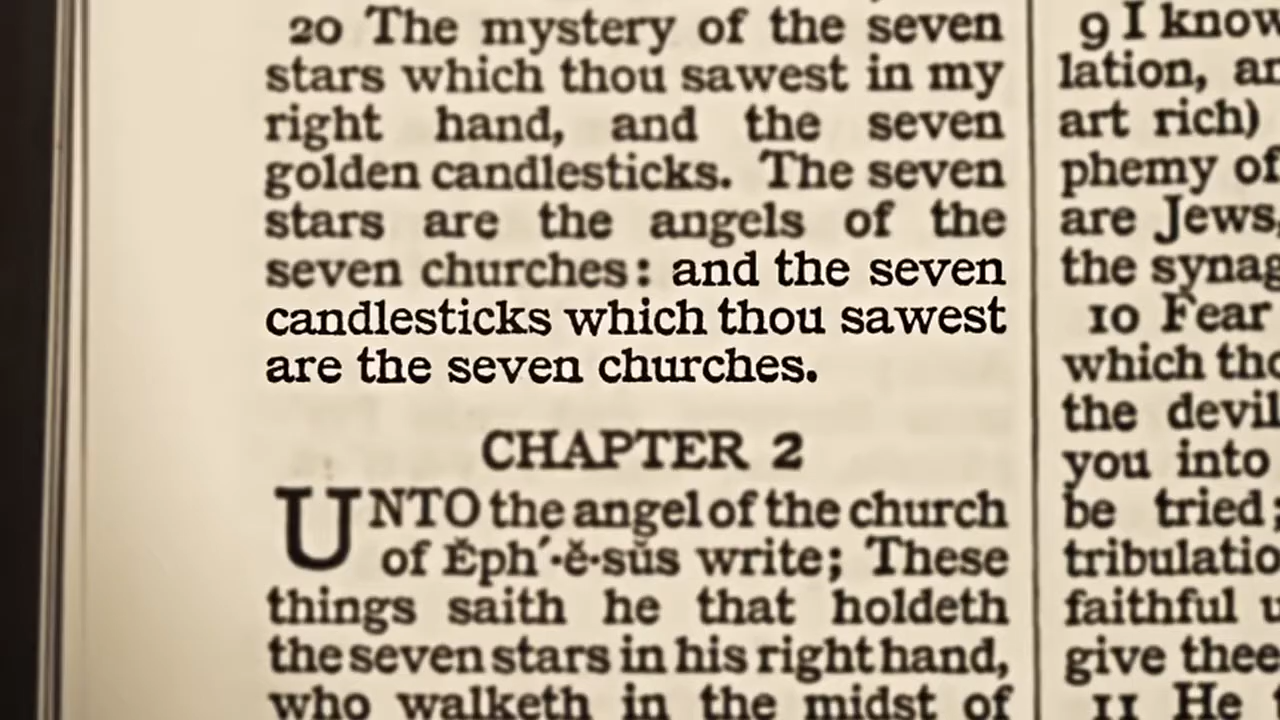 20 The mystery of the seven
stars which thou sawest in my
right hand, and the seven
golden candlesticks. The seven
stars are the angels of the
seven churches: and the seven
candlesticks which thou sawest
are the seven churches.
CHAPTER 2
UNTO the angel of the church
of Ĕph´·ĕ·sŭs write; These
things saith he that holdeth
the seven stars in his right hand,
who walketh in the midst of
9 I know
lation, an
art rich)
phemy of
are Jews,
the synag
10 Fear
which tho
the devil
you into
be tried;
tribulatio
faithful u
give thee
11 He